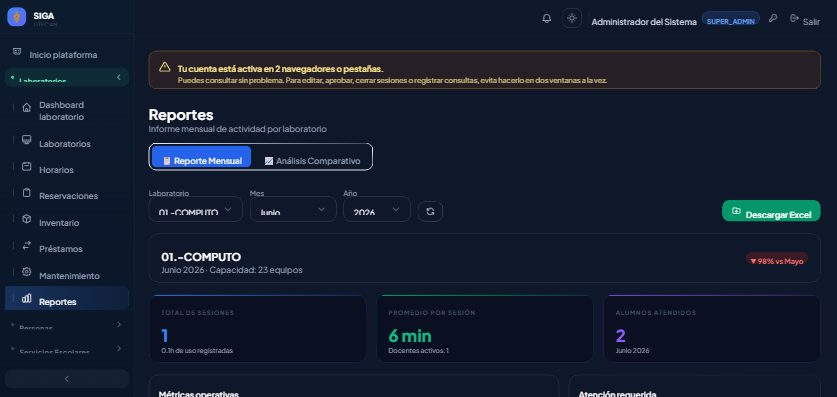 SIGA
Administrador del Sistema
SUPER_ADMIN
Salir
Inicio plataforma
Laboratorios
Dashboard
laboratorio
Laboratorios
Horarios
Reservaciones
Inventario
Préstamos
Mantenimiento
Reportes
Personas
Servicios Escolares
Tu cuenta está activa en 2 navegadores o pestañas.
Puedes consultar sin problema. Para editar, aprobar, cerrar sesiones o registrar consultas, evita hacerlo en dos ventanas a la vez.
Reportes
Informe mensual de actividad por laboratorio
Reporte Mensual
Análisis Comparativo
Laboratorio
Mes
Año
01.-COMPUTO
Junio
2026
Descargar Excel
01.-COMPUTO
Junio 2026 · Capacidad: 23 equipos
▼ 98% vs Mayo
TOTAL DE SESIONES
1
0.1h de uso registradas
PROMEDIO POR SESIÓN
6 min
Docentes activos: 1
ALUMNOS ATENDIDOS
2
Junio 2026
Métricas operativas
Atención requerida